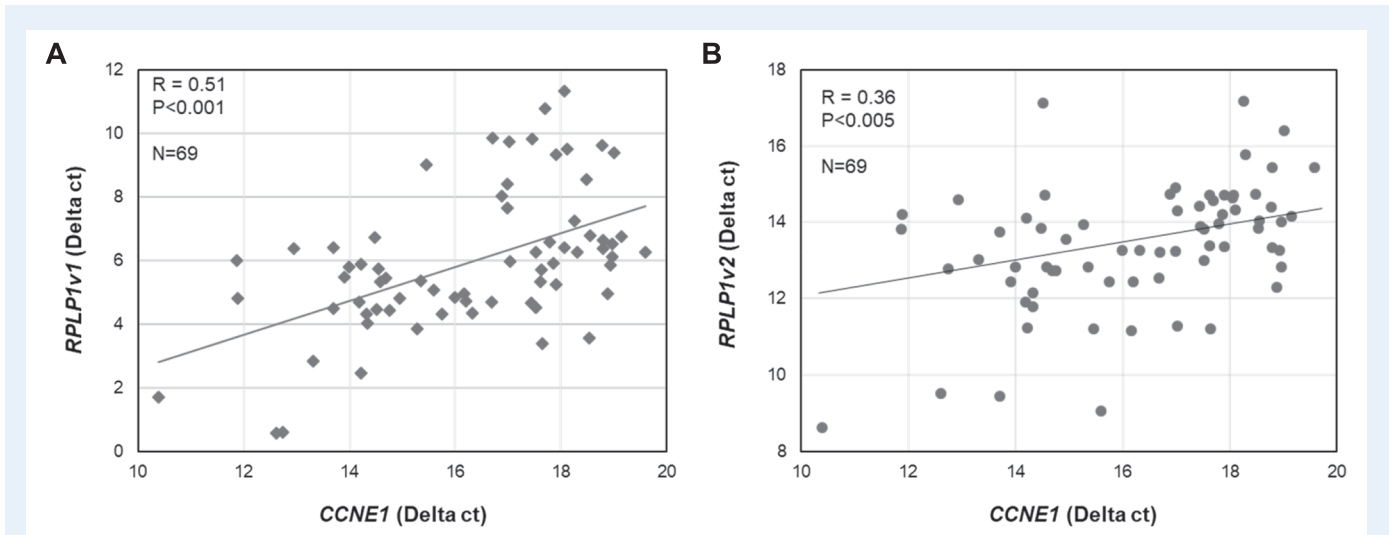 A
R = 0.51
P<0.001
N=69
RPLP1v1 (Delta ct)
12
10
8
6
4
2
0
10 12 14 16 18 20
CCNE1 (Delta ct)
B
R = 0.36
P<0.005
N=69
RPLP1v2 (Delta ct)
18
16
14
12
10
8
10 12 14 16 18 20
CCNE1 (Delta ct)